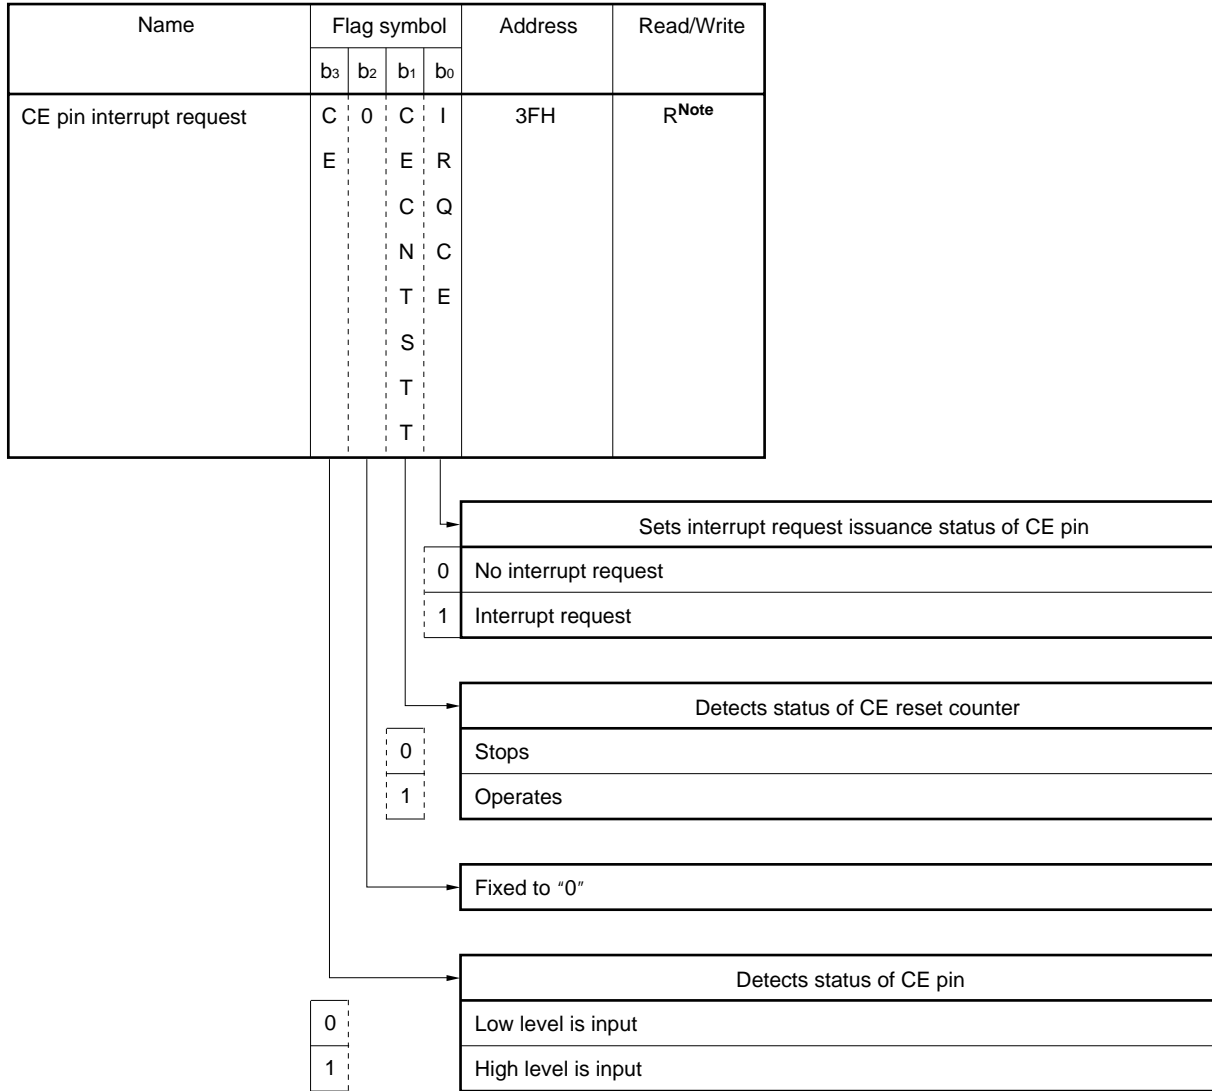 Name Flag symbol Address Read/Write
b3 b2 b1 b0
CE pin interrupt request C 0 C I 3FH RNote
E E R
C Q
N C
T E
S
T
T
Sets interrupt request issuance status of CE pin
0 No interrupt request
1 Interrupt request
Detects status of CE reset counter
0 Stops
1 Operates
Fixed to "0"
Detects status of CE pin
0 Low level is input
1 High level is input